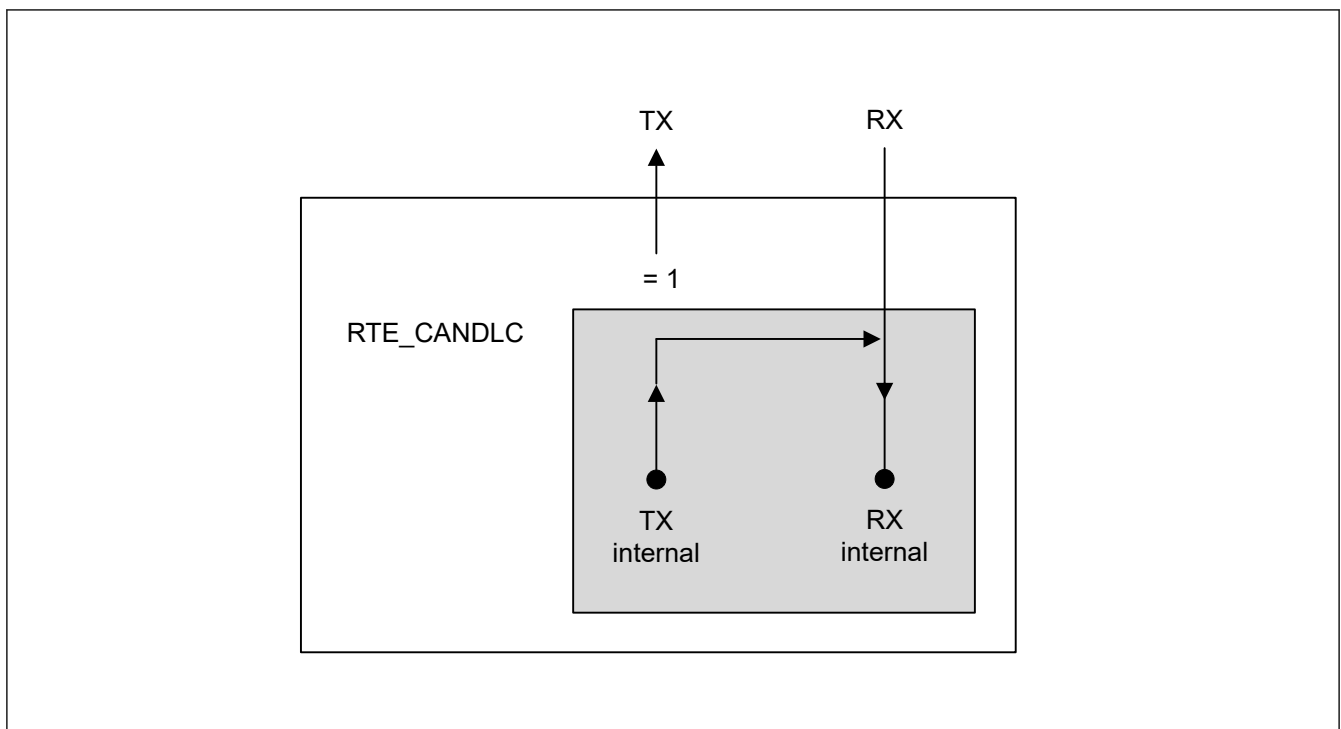 TX
RX
= 1
RTE_CANDLC
TX
internal
RX
internal